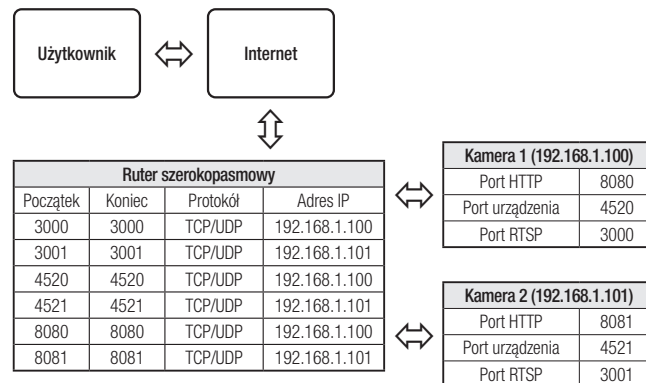 Użytkownik
Internet
Ruter szerokopasmowy
Początek Koniec Protokół Adres IP
3000 3000 TCP/UDP 192.168.1.100
3001 3001 TCP/UDP 192.168.1.101
4520 4520 TCP/UDP 192.168.1.100
4521 4521 TCP/UDP 192.168.1.101
8080 8080 TCP/UDP 192.168.1.100
8081 8081 TCP/UDP 192.168.1.101
Kamera 1 (192.168.1.100)
Port HTTP 8080
Port urządzenia 4520
Port RTSP 3000
Kamera 2 (192.168.1.101)
Port HTTP 8081
Port urządzenia 4521
Port RTSP 3001